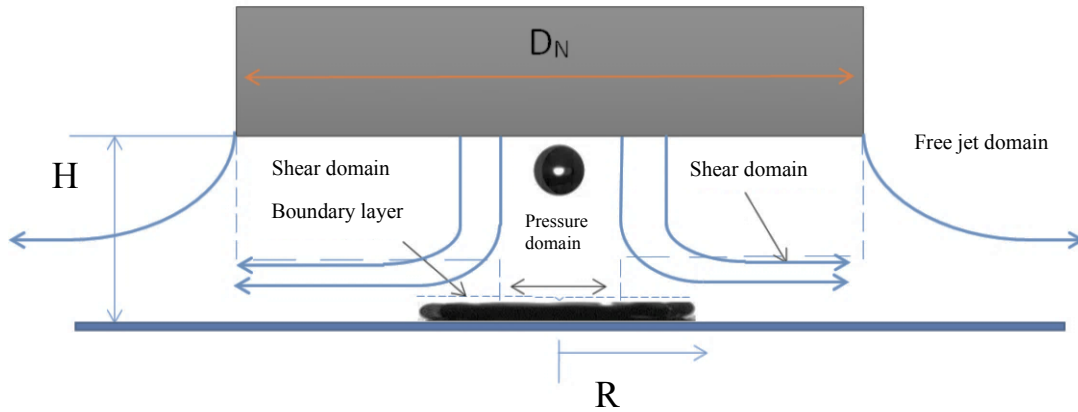 D_N
Free jet domain
H
Shear domain
Shear domain
Boundary layer
Pressure
domain
R